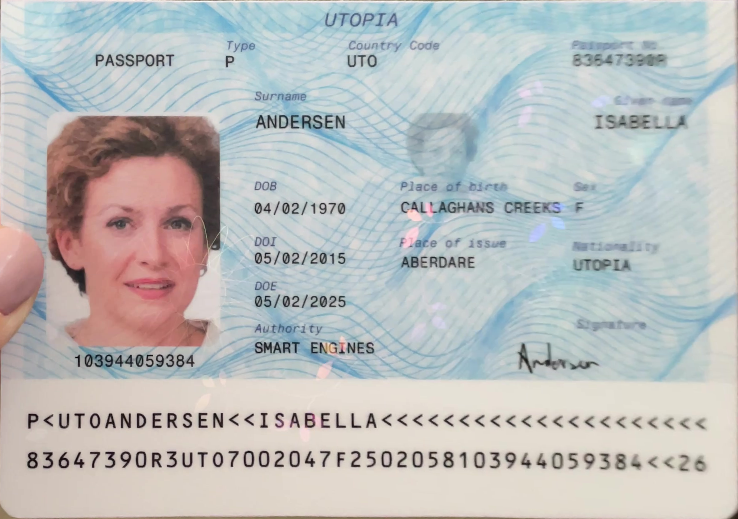 UTOPIA
Type Country Code Passport No.
PASSPORT P UTO 83647390R
Surname Given name
ANDERSEN ISABELLA
DOB Place of birth Sex
04/02/1970 CALLAGHANS CREEKS F
DOI Place of issue Nationality
05/02/2015 ABERDARE UTOPIA
DOE
05/02/2025
Authority Signature
SMART ENGINES Andersen
103944059384
P<UTOANDERSEN<<ISABELLA<<<<<<<<<<<<<<<<<<<<<
83647390R3UTO7002047F2502058103944059384<<26